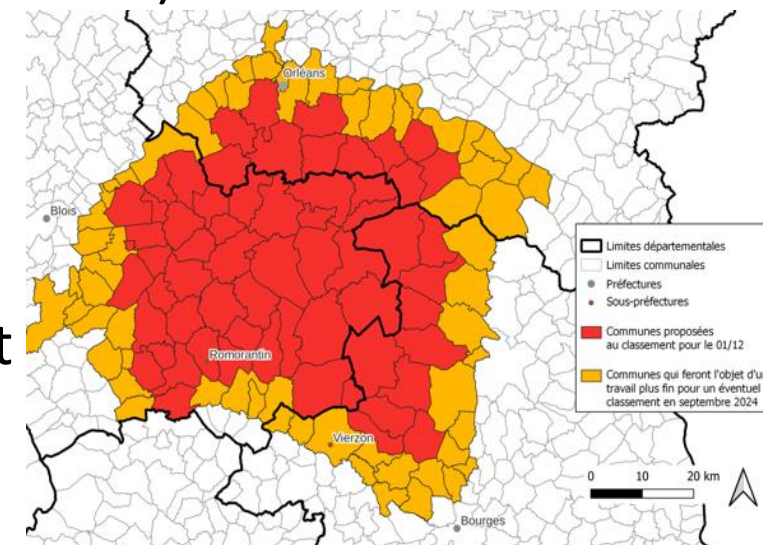 Orléans
Blois
Romorantin
Vierzon
Bourges
t
Limites départementales
Limites communales
Préfectures
Sous-préfectures
Communes proposées
au classement pour le 01/12
Communes qui feront l'objet d'u
travail plus fin pour un éventuel
classement en septembre 2024
0 10 20 km